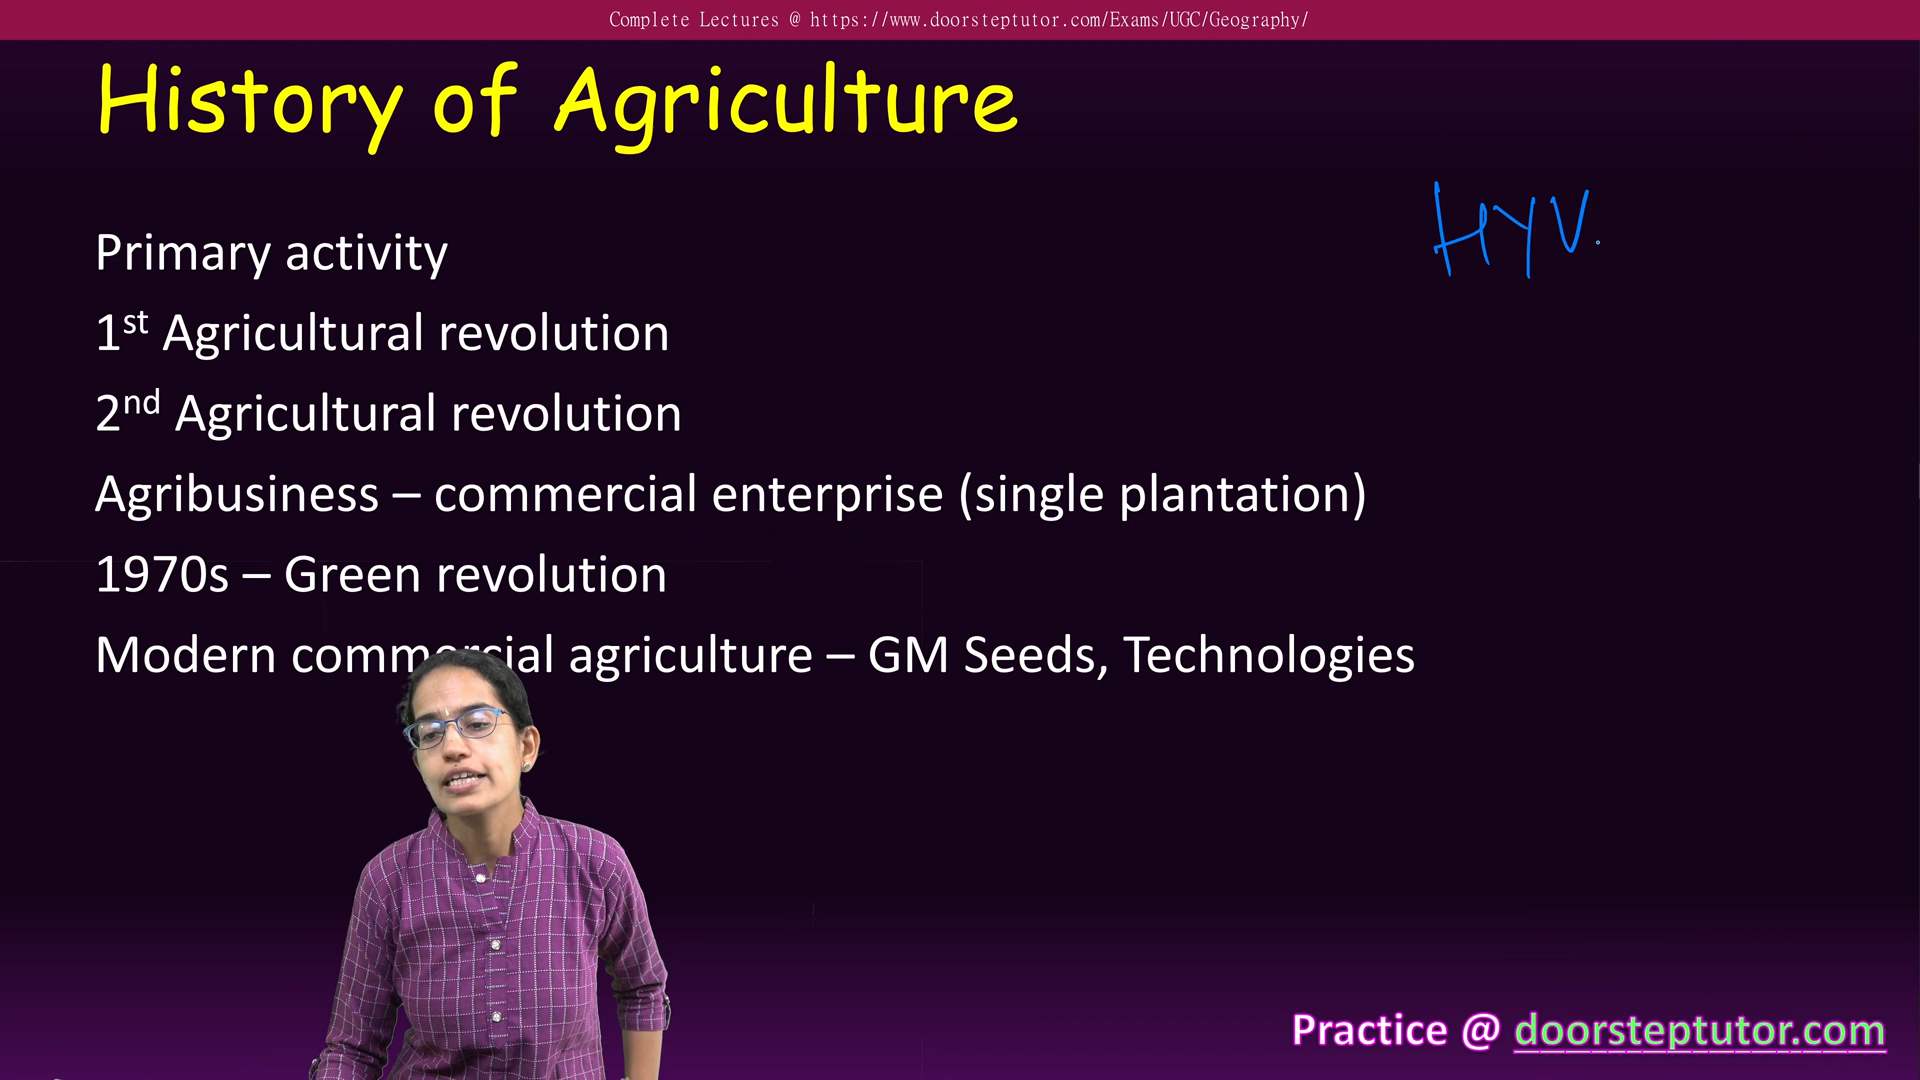 Complete Lectures @ https://www.doorsteptutor.com/Exams/UGC/Geography/
History of Agriculture
HYV.
Primary activity
1st Agricultural revolution
2nd Agricultural revolution
Agribusiness – commercial enterprise (single plantation)
1970s – Green revolution
Modern commercial agriculture – GM Seeds, Technologies
Practice @ doorsteptutor.com